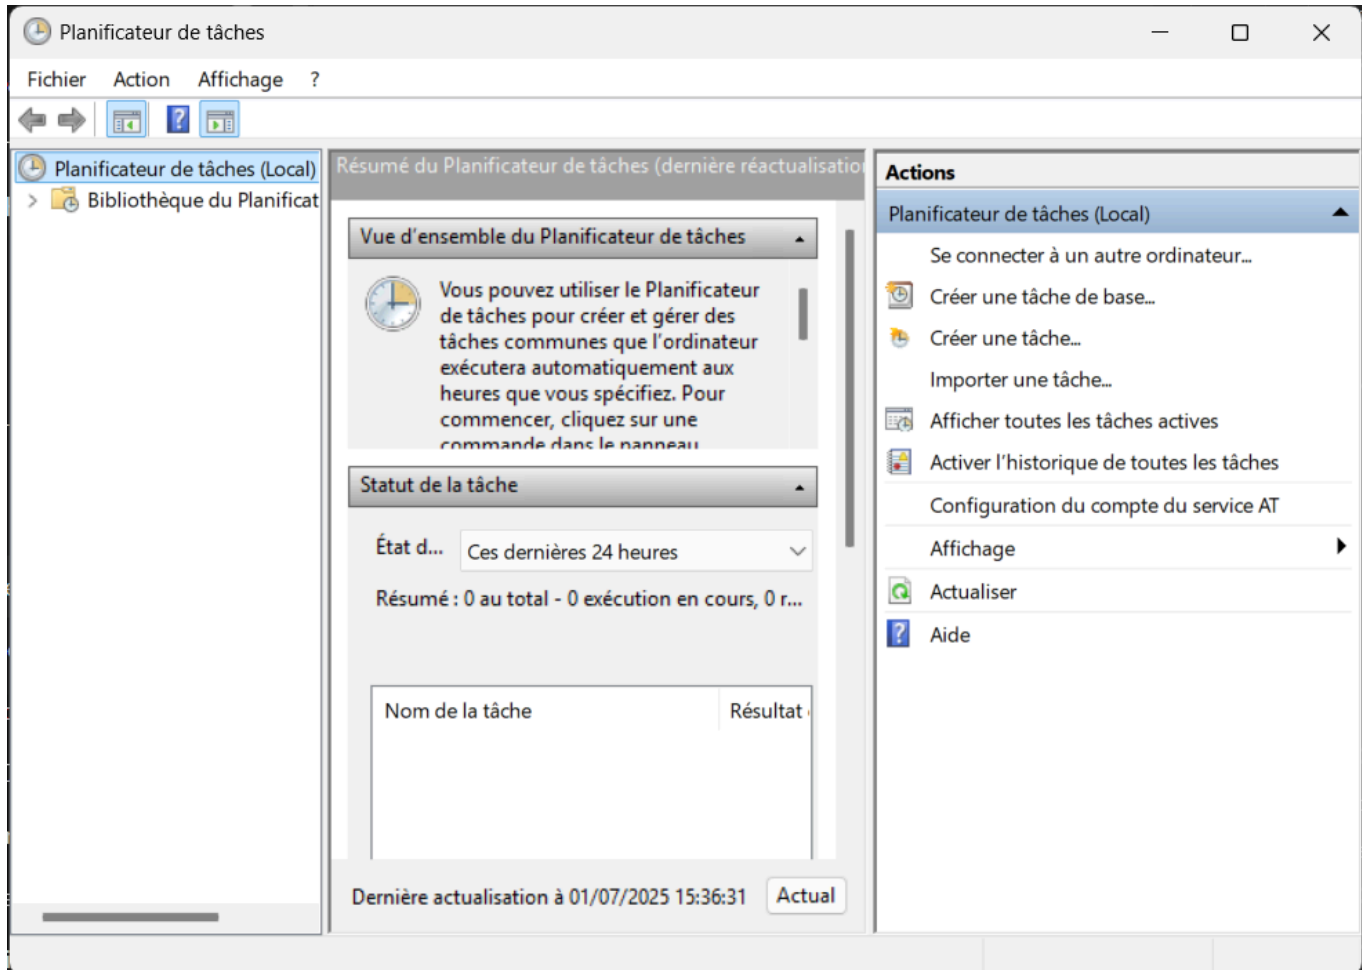 Planificateur de tâches
Fichier Action Affichage ?
Planificateur de tâches (Local)
Bibliothèque du Planificat
Résumé du Planificateur de tâches (dernière réactualisation
Vue d'ensemble du Planificateur de tâches
Vous pouvez utiliser le Planificateur
de tâches pour créer et gérer des
tâches communes que l'ordinateur
exécutera automatiquement aux
heures que vous spécifiez. Pour
commencer, cliquez sur une
commande dans le panneau
Statut de la tâche
État d...
Ces dernières 24 heures
Résumé : 0 au total - 0 exécution en cours, 0 r...
Nom de la tâche
Résultat
Dernière actualisation à 01/07/2025 15:36:31
Actual
Actions
Planificateur de tâches (Local)
Se connecter à un autre ordinateur...
Créer une tâche de base...
Créer une tâche...
Importer une tâche...
Afficher toutes les tâches actives
Activer l'historique de toutes les tâches
Configuration du compte du service AT
Affichage
Actualiser
Aide